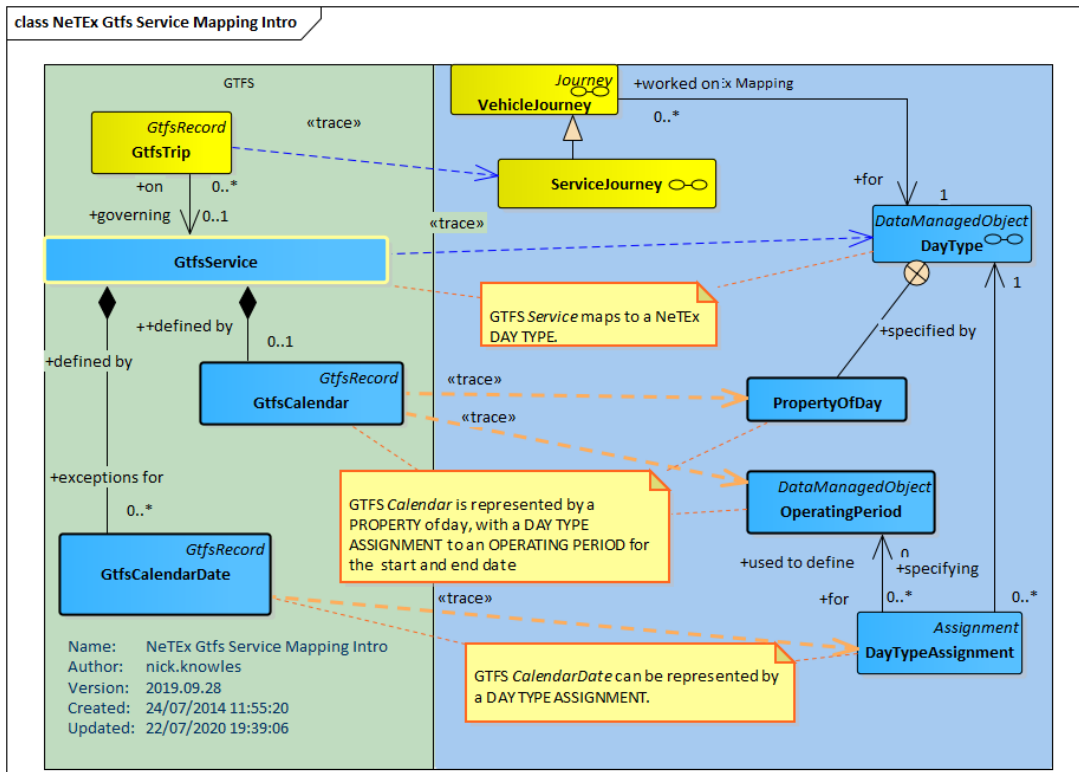 class NeTEx Gtfs Service Mapping Intro
GTFS
GtfsRecord
GtfsTrip
«trace»
Journey
VehicleJourney
+worked on
x Mapping
0..*
ServiceJourney
+on
0..*
+governing
0..1
+for
1
«trace»
DataManagedObject
DayType
GtfsService
1
GTFS Service maps to a NeTEx
DAY TYPE.
++defined by
0..1
+defined by
+specified by
GtfsRecord
GtfsCalendar
«trace»
«trace»
PropertyOfDay
+exceptions for
0..*
GTFS Calendar is represented by a
PROPERTY of day, with a DAY TYPE
ASSIGNMENT to an OPERATING PERIOD for
the start and end date
DataManagedObject
OperatingPeriod
GtfsRecord
GtfsCalendarDate
+used to define
+specifying
«trace»
+for
0..*
0..*
Assignment
DayTypeAssignment
GTFS CalendarDate can be represented by
a DAY TYPE ASSIGNMENT.
Name: NeTEx Gtfs Service Mapping Intro
Author: nick.knowles
Version: 2019.09.28
Created: 24/07/2014 11:55:20
Updated: 22/07/2020 19:39:06